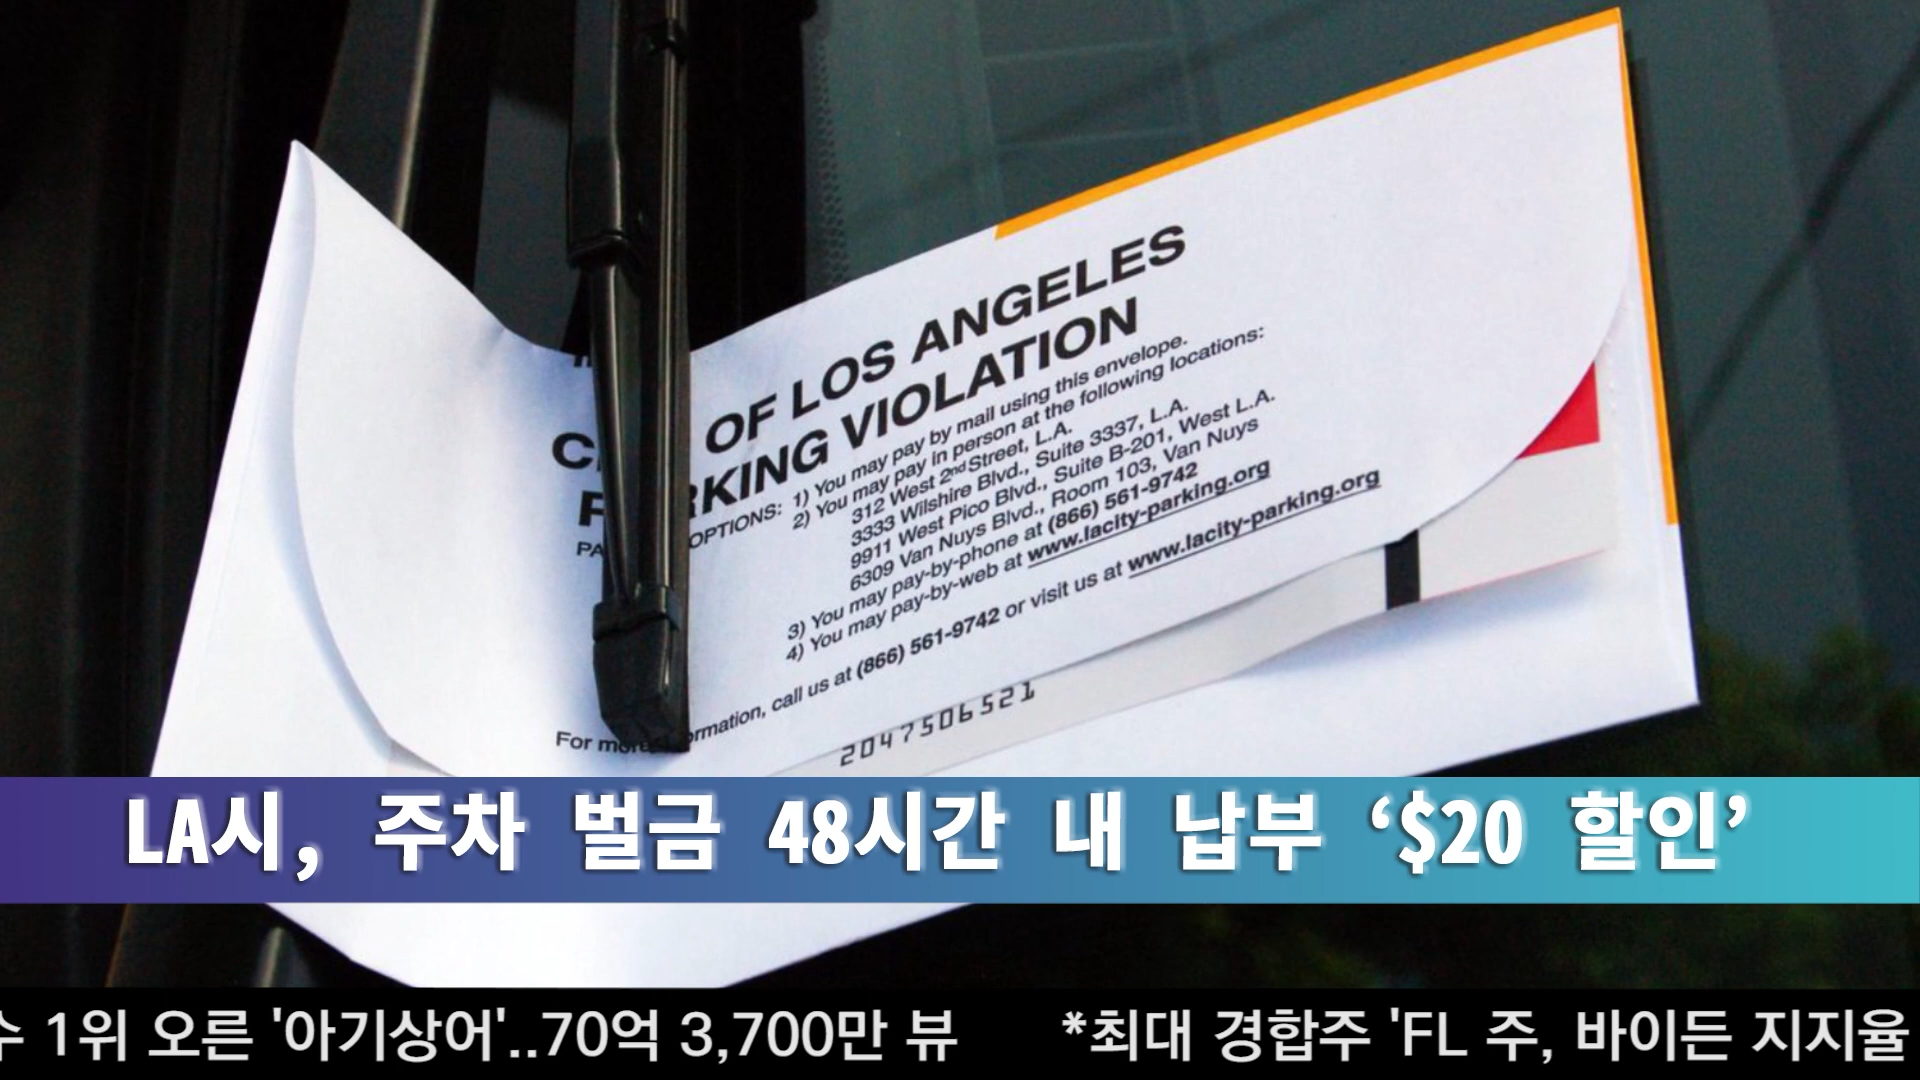 OF LOS ANGELES
VIOLATION
OPTIONS: 1) You may pay by mail using this envelope.
2) You may pay in person at the following locations:
312 West 2nd Street, L.A.
3333 Wilshire Blvd., Suite 3337, L.A.
9911 West Pico Blvd., Suite B-201, West L.A.
6309 Van Nuys Blvd., Room 103, Van Nuys
3) You may pay-by-phone at (866) 561-9742
4) You may pay-by-web at www.lacity-parking.org
For more call us at (866) 561-9742 or visit us at www.lacity-parking.org
2047506521
LA시, 주차 벌금 48시간 내 납부 ‘$20 할인’
1위 오른 '아기상어'..70억 3,700만 뷰 *최대 경합주 'FL 주, 바이든 지지율